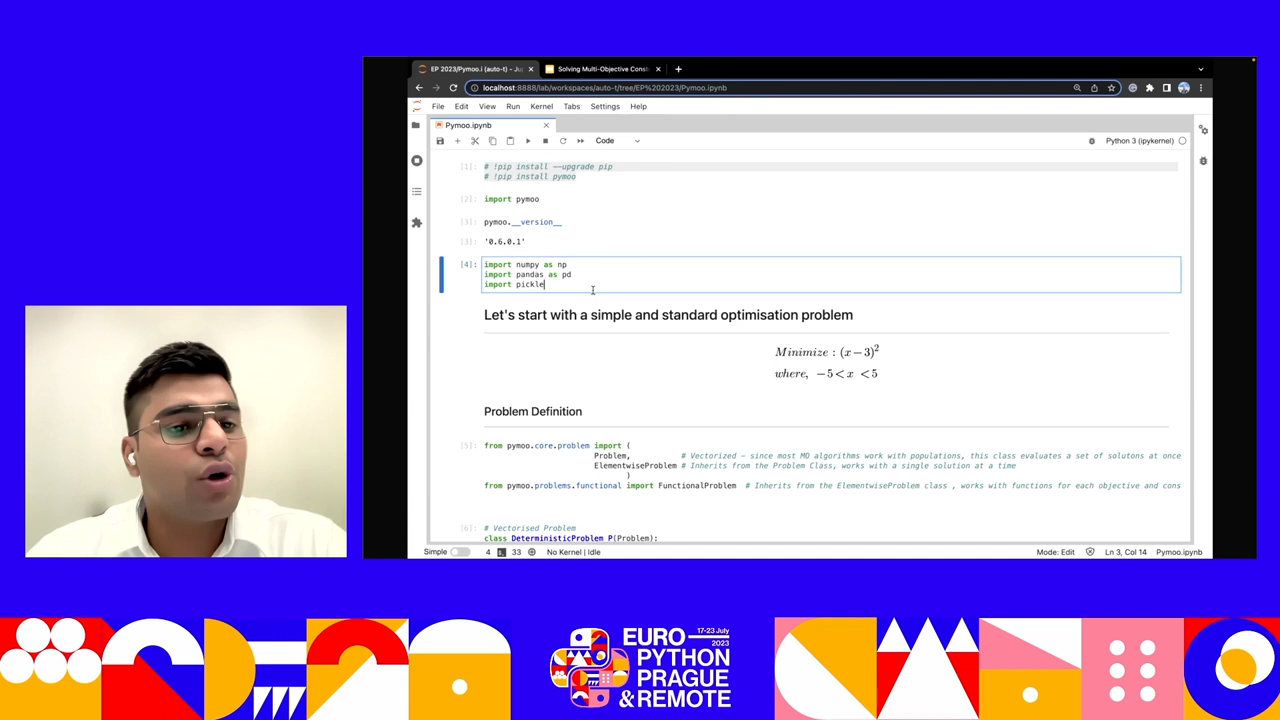 EP 2023/Pymoo.i (auto-t) - Ju
Solving Multi-Objective Const
localhost:8888/lab/workspaces/auto-t/tree/EP%202023/Pymoo.ipynb
File Edit View Run Kernel Tabs Settings Help
Pymoo.ipynb
Code
Python 3 (ipykernel)
[1]: # !pip install --upgrade pip
# !pip install pymoo
[2]: import pymoo
[3]: pymoo.__version__
[3]: '0.6.0.1'
[4]: import numpy as np
import pandas as pd
import pickle
Let's start with a simple and standard optimisation problem
Minimize : (x − 3)²
where, −5 < x < 5
Problem Definition
[5]: from pymoo.core.problem import (
Problem, # Vectorized - since most MO algorithms work with populations, this class evaluates a set of solutons at once
ElementwiseProblem # Inherits from the Problem Class, works with a single solution at a time
)
from pymoo.problems.functional import FunctionalProblem # Inherits from the ElementwiseProblem class , works with functions for each objective and cons
[6]: # Vectorised Problem
class DeterministicProblem_P(Problem):
Simple 4 33 No Kernel | Idle Mode: Edit Ln 3, Col 14 Pymoo.ipynb
17-23 July
2023
EURO
PYTHON
PRAGUE
& REMOTE